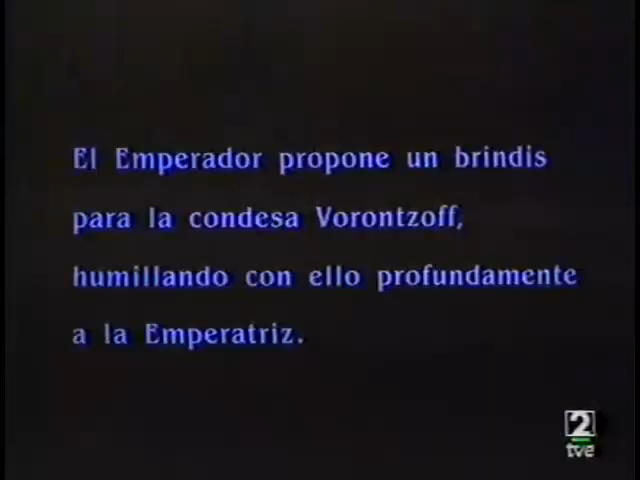 El Emperador propone un brindis
para la condesa Vorontzoff,
humillando con ello profundamente
a la Emperatriz.
2
tve